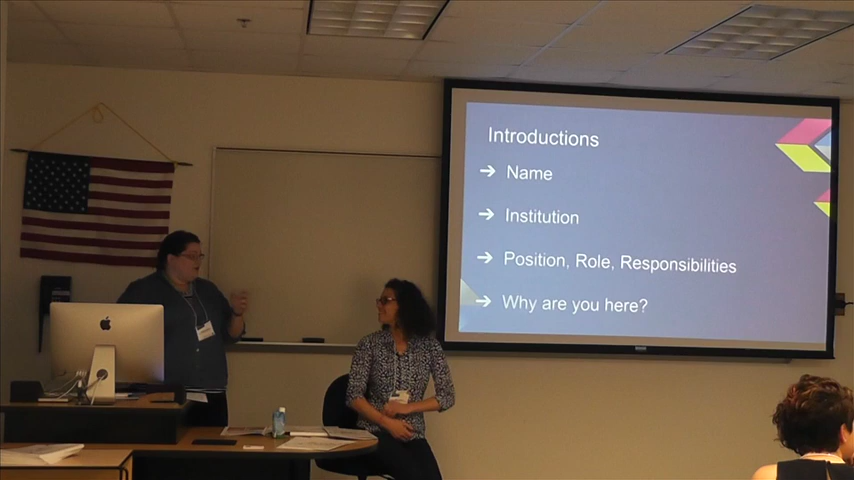 Introductions
➔ Name
➔ Institution
➔ Position, Role, Responsibilities
➔ Why are you here?